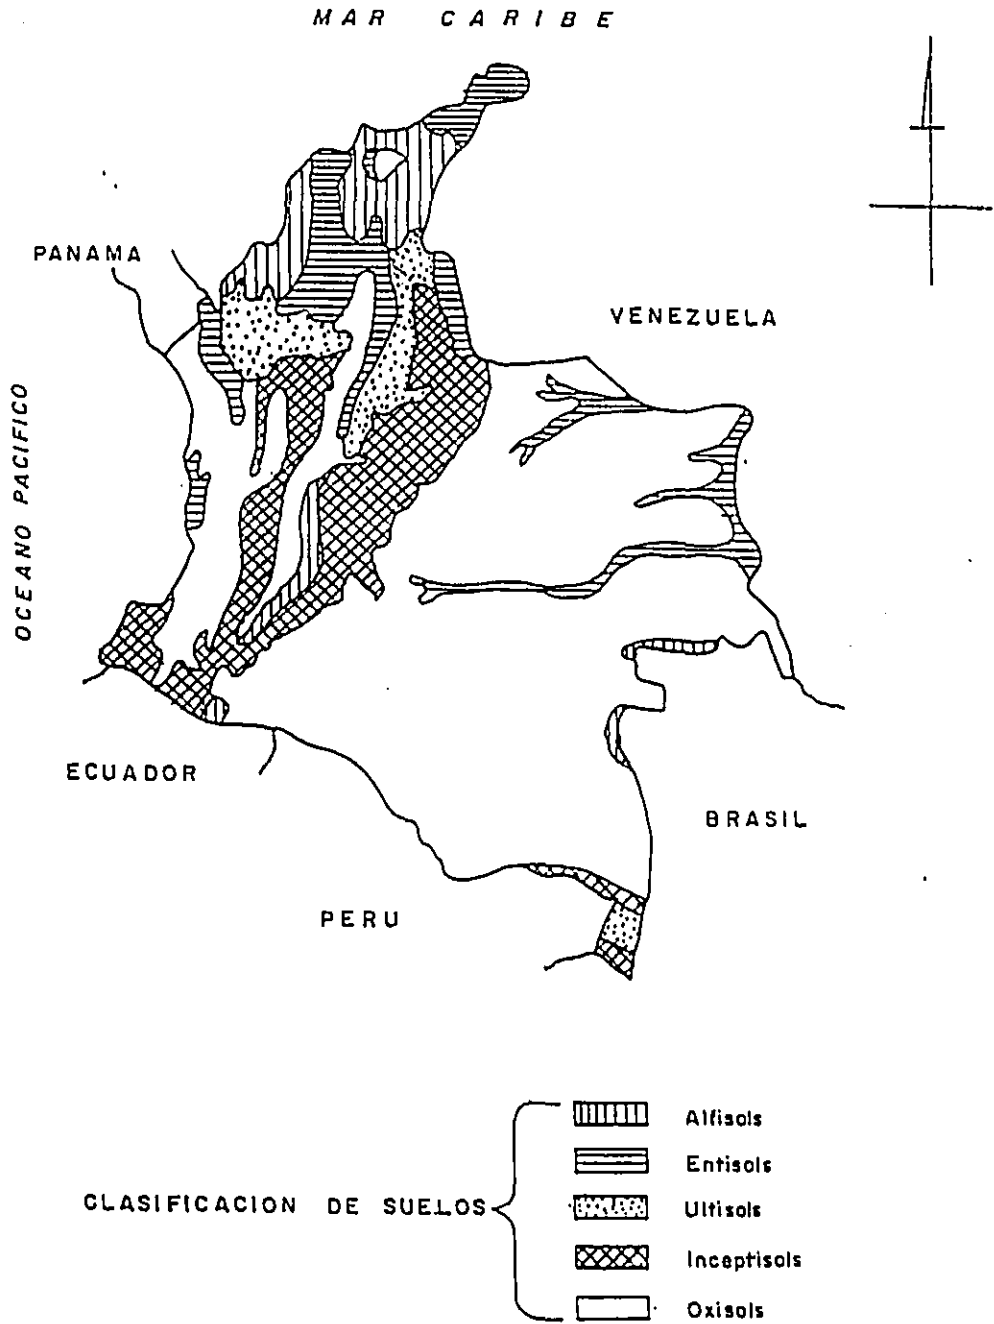 MAR CARIBE
PANAMA
VENEZUELA
OCEANO PACIFICO
ECUADOR
BRASIL
PERU
Alfisols
Entisols
CLASIFICACION DE SUELOS
Ultisols
Inceptisols
Oxisols